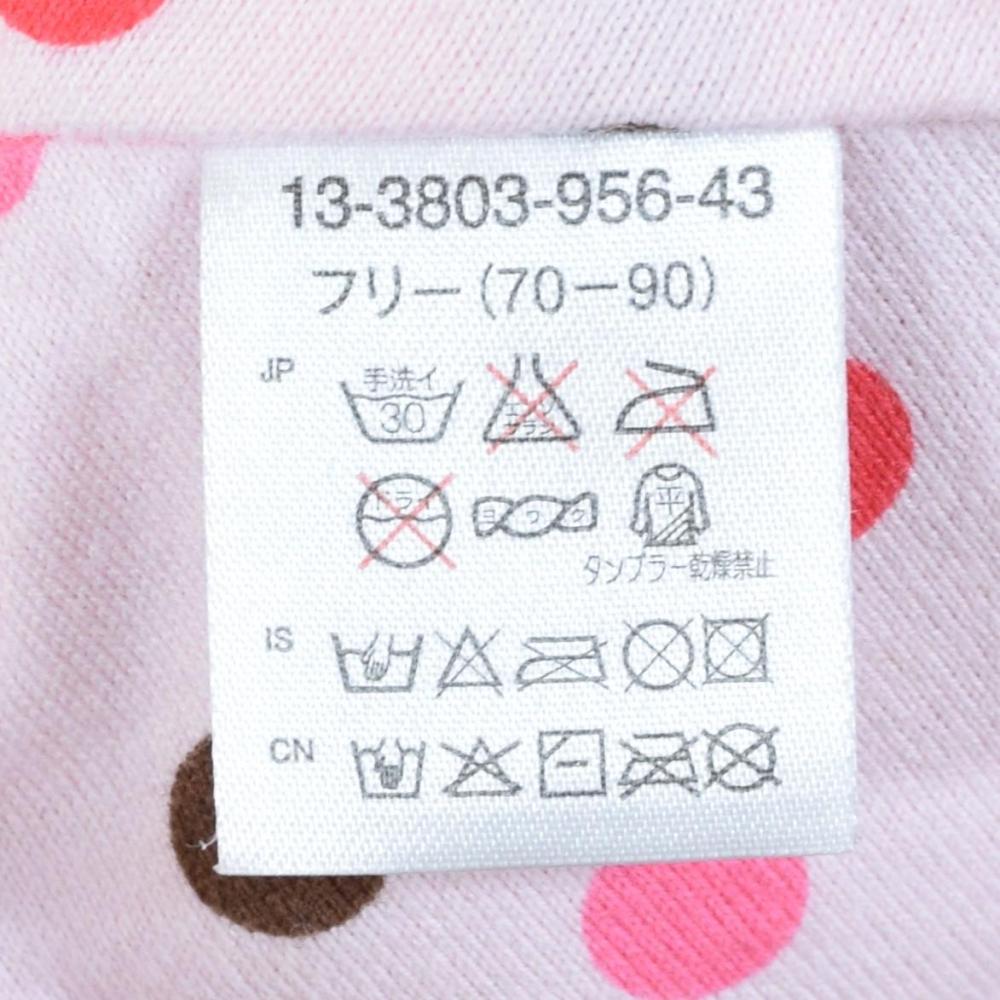 13-3803-956-43
フリー(70－90)
JP
手洗イ
30
エンソ
サラシ
ドライ
ヨワク
平
タンブラー乾燥禁止
IS
CN